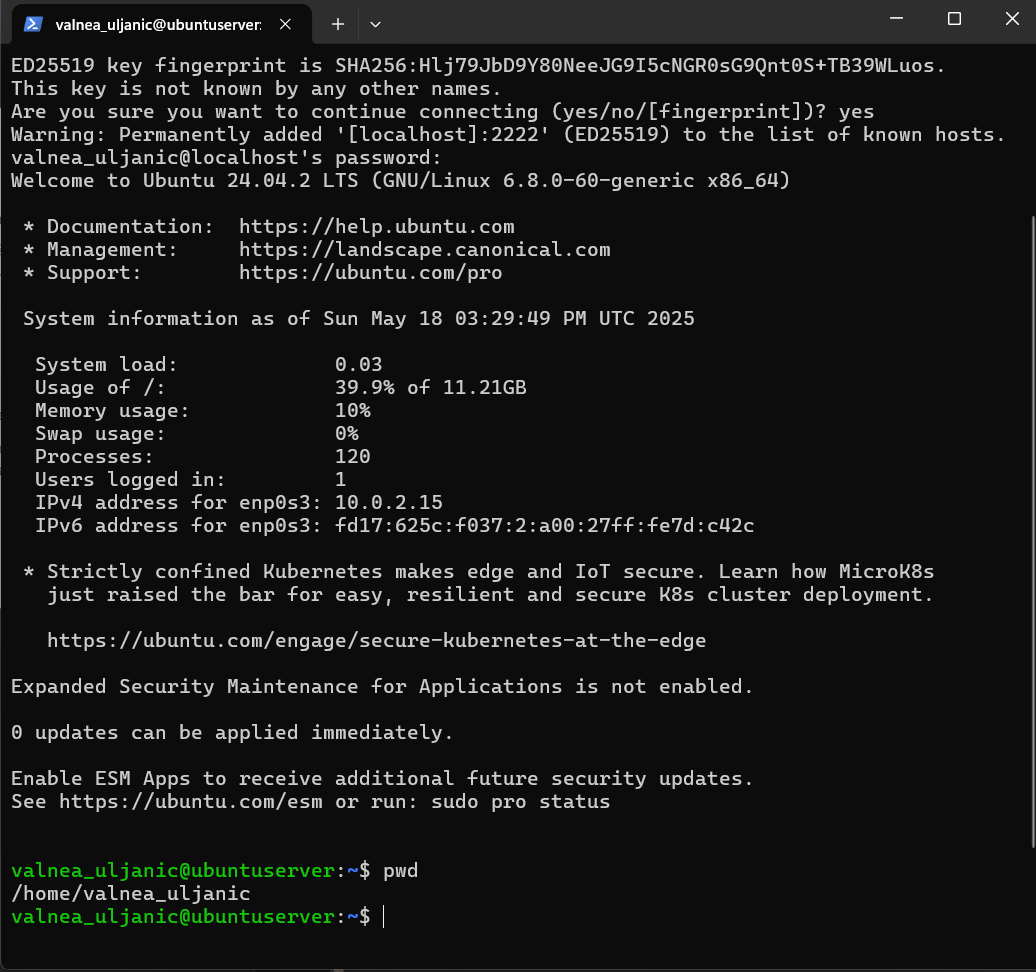 valnea_uljanic@ubuntuserver:
ED25519 key fingerprint is SHA256:Hlj79JbD9Y80NeeJG9I5cNGR0sG9Qnt0S+TB39WLuos.
This key is not known by any other names.
Are you sure you want to continue connecting (yes/no/[fingerprint])? yes
Warning: Permanently added '[localhost]:2222' (ED25519) to the list of known hosts.
valnea_uljanic@localhost's password:
Welcome to Ubuntu 24.04.2 LTS (GNU/Linux 6.8.0-60-generic x86_64)

 * Documentation:  https://help.ubuntu.com
 * Management:     https://landscape.canonical.com
 * Support:        https://ubuntu.com/pro

 System information as of Sun May 18 03:29:49 PM UTC 2025

  System load:             0.03
  Usage of /:              39.9% of 11.21GB
  Memory usage:            10%
  Swap usage:              0%
  Processes:               120
  Users logged in:         1
  IPv4 address for enp0s3: 10.0.2.15
  IPv6 address for enp0s3: fd17:625c:f037:2:a00:27ff:fe7d:c42c

 * Strictly confined Kubernetes makes edge and IoT secure. Learn how MicroK8s
   just raised the bar for easy, resilient and secure K8s cluster deployment.

   https://ubuntu.com/engage/secure-kubernetes-at-the-edge

Expanded Security Maintenance for Applications is not enabled.

0 updates can be applied immediately.

Enable ESM Apps to receive additional future security updates.
See https://ubuntu.com/esm or run: sudo pro status


valnea_uljanic@ubuntuserver:~$ pwd
/home/valnea_uljanic
valnea_uljanic@ubuntuserver:~$